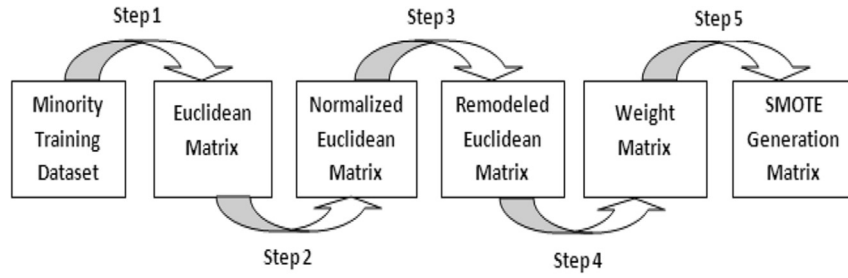 Step 1
Step 3
Step 5
Minority
Training
Dataset
Euclidean
Matrix
Normalized
Euclidean
Matrix
Remodeled
Euclidean
Matrix
Weight
Matrix
SMOTE
Generation
Matrix
Step 2
Step 4